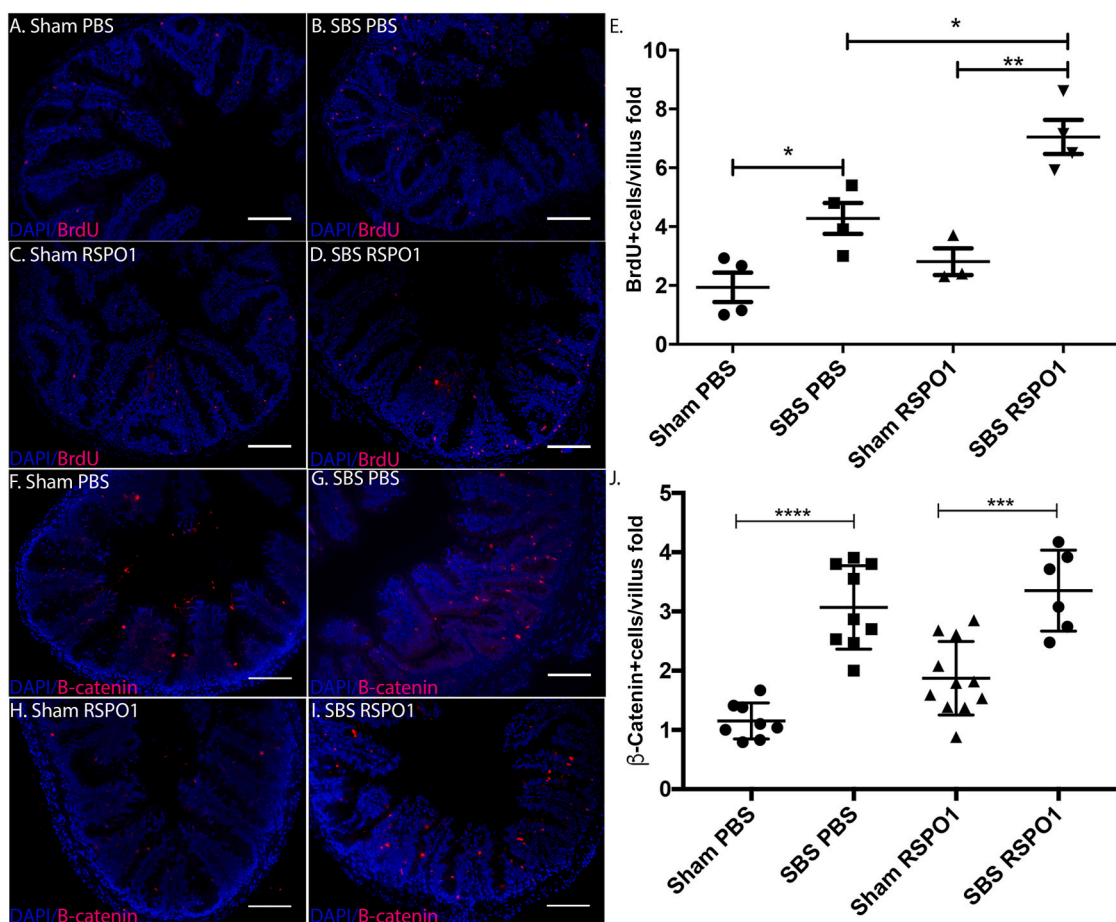 A. Sham PBS
DAPI/BrdU
B. SBS PBS
DAPI/BrdU
C. Sham RSPO1
DAPI/BrdU
D. SBS RSPO1
DAPI/BrdU
E.
BrdU+cells/villus fold
10
8
6
4
2
0
*
**
*
Sham PBS
SBS PBS
Sham RSPO1
SBS RSPO1
F. Sham PBS
DAPI/B-catenin
G. SBS PBS
DAPI/B-catenin
H. Sham RSPO1
DAPI/B-catenin
I. SBS RSPO1
DAPI/B-catenin
J.
β-Catenin+cells/villus fold
5
4
3
2
1
0
****
***
Sham PBS
SBS PBS
Sham RSPO1
SBS RSPO1